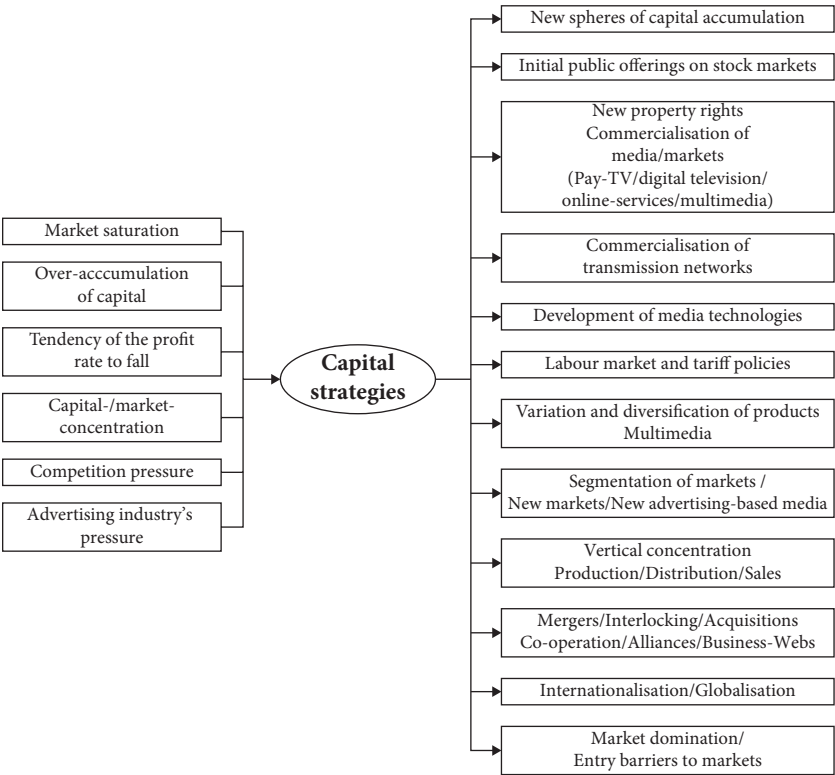 Market saturation
Over-acccumulation
of capital
Tendency of the profit
rate to fall
Capital-/market-
concentration
Competition pressure
Advertising industry's
pressure
Capital
strategies
New spheres of capital accumulation
Initial public offerings on stock markets
New property rights
Commercialisation of
media/markets
(Pay-TV/digital television/
online-services/multimedia)
Commercialisation of
transmission networks
Development of media technologies
Labour market and tariff policies
Variation and diversification of products
Multimedia
Segmentation of markets /
New markets/New advertising-based media
Vertical concentration
Production/Distribution/Sales
Mergers/Interlocking/Acquisitions
Co-operation/Alliances/Business-Webs
Internationalisation/Globalisation
Market domination/
Entry barriers to markets